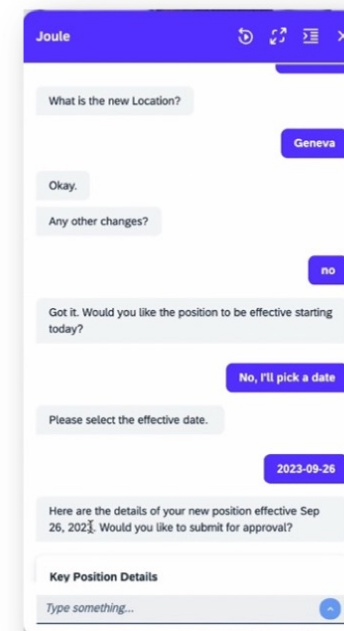 Joule
What is the new Location?
Geneva
Okay.
Any other changes?
no
Got it. Would you like the position to be effective starting
today?
No, I'll pick a date
Please select the effective date.
2023-09-26
Here are the details of your new position effective Sep
26, 2023. Would you like to submit for approval?
Key Position Details
Type something...